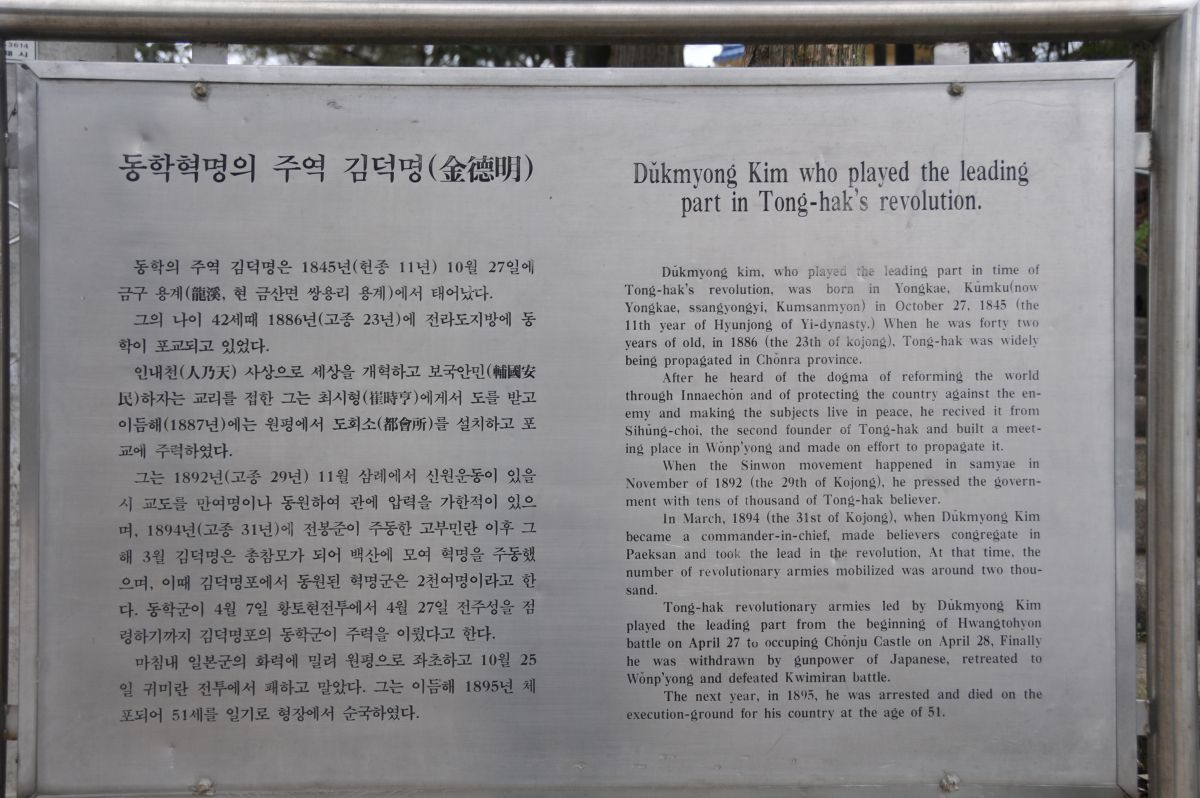 3614
동학혁명의 주역 김덕명(金德明)
동학의 주역 김덕명은 1845년(헌종 11년) 10월 27일에
금구 용계(龍溪, 현 금산면 쌍용리 용계)에서 태어났다.
그의 나이 42세때 1886년(고종 23년)에 전라도지방에 동
학이 포교되고 있었다.
인내천(人乃天) 사상으로 세상을 개혁하고 보국안민(輔國安
民)하자는 교리를 접한 그는 최시형(崔時亨)에게서 도를 받고
이듬해(1887년)에는 원평에서 도회소(都會所)를 설치하고 포
교에 주력하였다.
그는 1892년(고종 29년) 11월 삼례에서 신원운동이 있을
시 교도를 만여명이나 동원하여 관에 압력을 가한적이 있으
며, 1894년(고종 31년)에 전봉준이 주동한 고부민란 이후 그
해 3월 김덕명은 총참모가 되어 백산에 모여 혁명을 주동했
으며, 이때 김덕명포에서 동원된 혁명군은 2천여명이라고 한
다. 동학군이 4월 7일 황토현전투에서 4월 27일 전주성을 점
령하기까지 김덕명포의 동학군이 주력을 이뤘다고 한다.
마침내 일본군의 화력에 밀려 원평으로 좌초하고 10월 25
일 귀미란 전투에서 패하고 말았다. 그는 이듬해 1895년 체
포되어 51세를 일기로 형장에서 순국하였다.
Dŭkmyong Kim who played the leading
part in Tong-hak's revolution.
Dŭkmyong kim, who played the leading part in time of
Tong-hak's revolution, was born in Yongkae, Kŭmku(now
Yongkae, ssangyongyi, Kumsanmyon) in October 27, 1845 (the
11th year of Hyunjong of Yi-dynasty.) When he was forty two
years of old, in 1886 (the 23th of kojong), Tong-hak was widely
being propagated in Chŏnra province.
After he heard of the dogma of reforming the world
through Innaechŏn and of protecting the country against the en-
emy and making the subjects live in peace, he recived it from
Sihŭng-choi, the second founder of Tong-hak and built a meet-
ing place in Wŏnp'yong and made on effort to propagate it.
When the Sinwon movement happened in samyae in
November of 1892 (the 29th of Kojong), he pressed the govern-
ment with tens of thousand of Tong-hak believer.
In March, 1894 (the 31st of Kojong), when Dŭkmyong Kim
became a commander-in-chief, made believers congregate in
Paeksan and took the lead in the revolution, At that time, the
number of revolutionary armies mobilized was around two thou-
sand.
Tong-hak revolutionary armies led by Dŭkmyong Kim
played the leading part from the beginning of Hwangtohyon
battle on April 27 to occuping Chŏnju Castle on April 28, Finally
he was withdrawn by gunpower of Japanese, retreated to
Wŏnp'yong and defeated Kwimiran battle.
The next year, in 1895, he was arrested and died on the
execution-ground for his country at the age of 51.